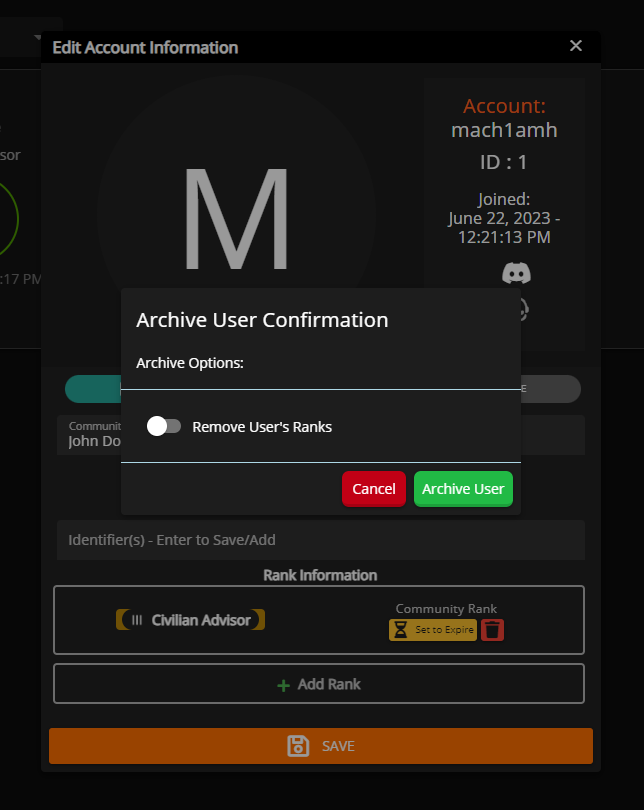 Edit Account Information
sor
:17 PM
M
Account:
mach1amh
ID : 1
Joined:
June 22, 2023 -
12:21:13 PM
Archive User Confirmation
Archive Options:
Remove User's Ranks
Cancel
Archive User
Communit
John Do
Identifier(s) - Enter to Save/Add
Rank Information
III Civilian Advisor
Community Rank
Set to Expire
+ Add Rank
SAVE